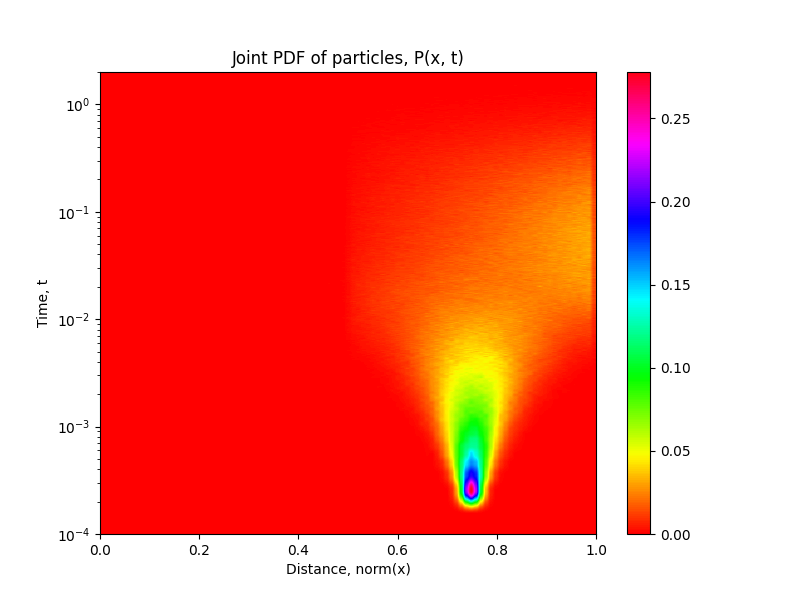 Joint PDF of particles, P(x, t)
Time, t
10⁰
10⁻¹
10⁻²
10⁻³
10⁻⁴
0.0 0.2 0.4 0.6 0.8 1.0
Distance, norm(x)
0.25
0.20
0.15
0.10
0.05
0.00